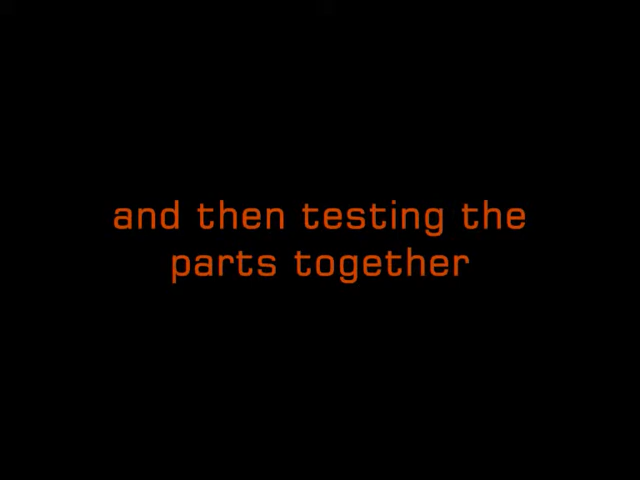 and then testing the
parts together